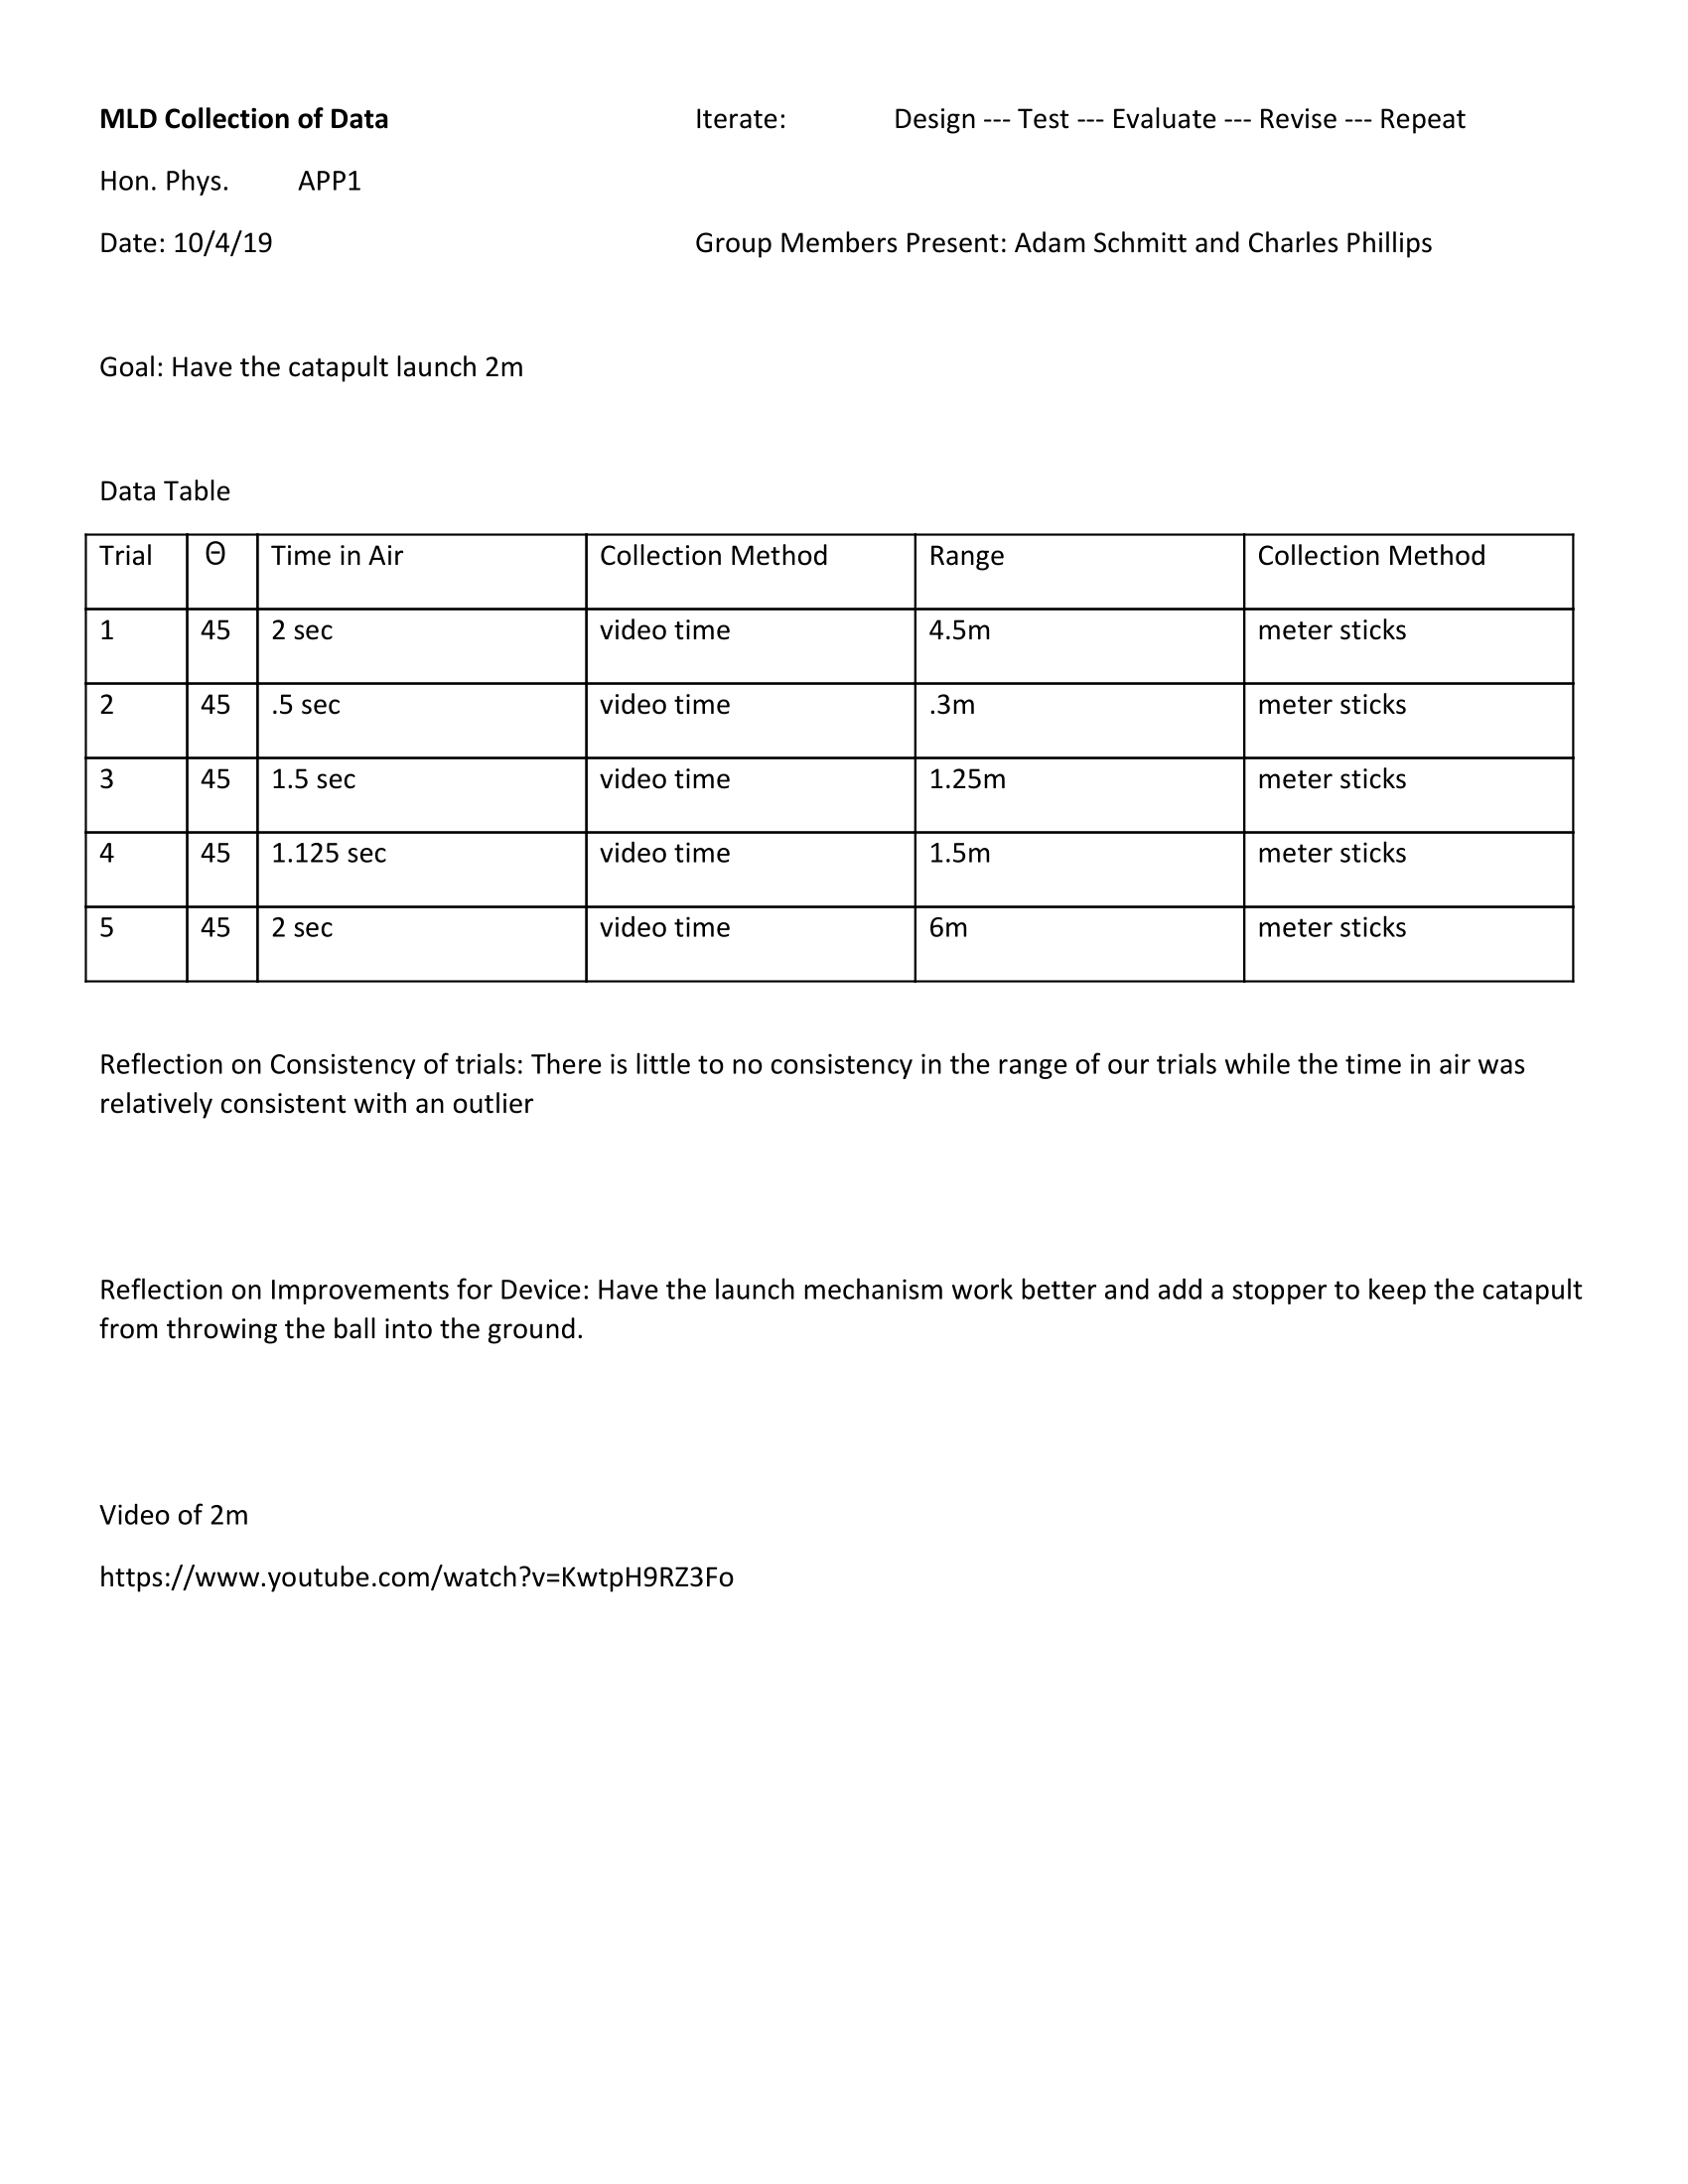 MLD Collection of Data Iterate: Design --- Test --- Evaluate --- Revise --- Repeat
Hon. Phys. APP1
Date: 10/4/19 Group Members Present: Adam Schmitt and Charles Phillips
Goal: Have the catapult launch 2m
Data Table
Trial Θ Time in Air Collection Method Range Collection Method
1 45 2 sec video time 4.5m meter sticks
2 45 .5 sec video time .3m meter sticks
3 45 1.5 sec video time 1.25m meter sticks
4 45 1.125 sec video time 1.5m meter sticks
5 45 2 sec video time 6m meter sticks
Reflection on Consistency of trials: There is little to no consistency in the range of our trials while the time in air was
relatively consistent with an outlier
Reflection on Improvements for Device: Have the launch mechanism work better and add a stopper to keep the catapult
from throwing the ball into the ground.
Video of 2m
https://www.youtube.com/watch?v=KwtpH9RZ3Fo